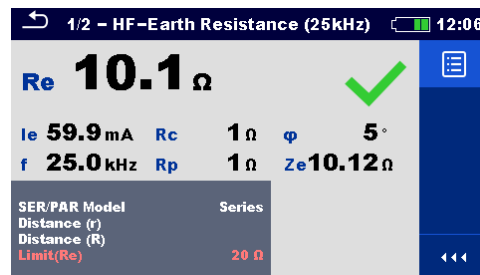 1/2 - HF-Earth Resistance (25kHz) 12:06
Re 10.1 Ω
Ie 59.9 mA Rc 1 Ω φ 5°
f 25.0 kHz Rp 1 Ω Ze 10.12 Ω
SER/PAR Model Series
Distance (r)
Distance (R)
Limit(Re) 20 Ω